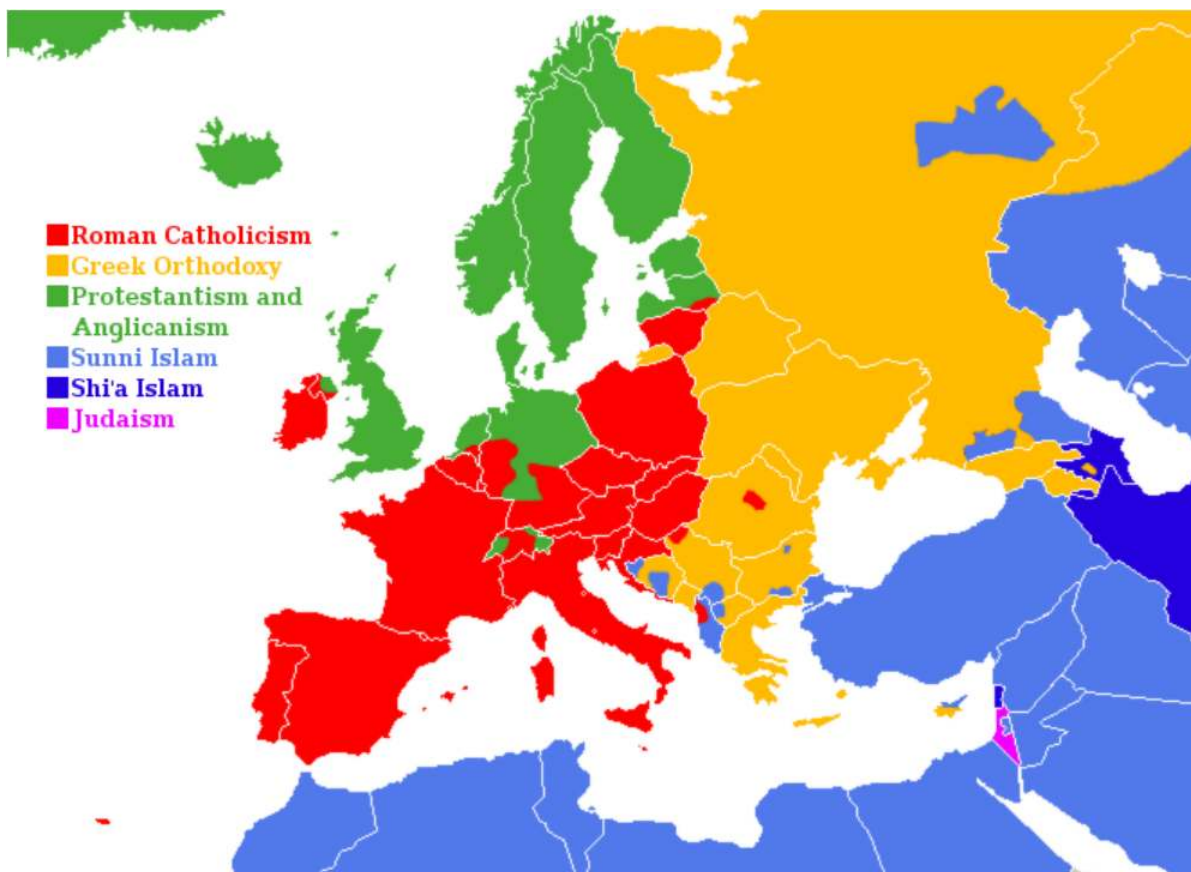 Roman Catholicism
Greek Orthodoxy
Protestantism and
Anglicanism
Sunni Islam
Shi'a Islam
Judaism